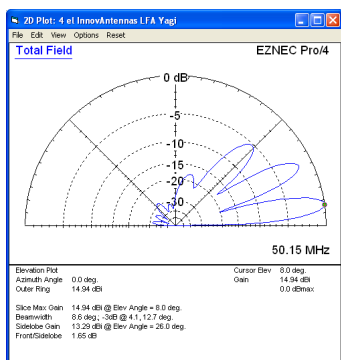 2D Plot: 4 el InnovAntennas LFA Yagi
File Edit View Options Reset
Total Field
EZNEC Pro/4
0 dB
-5
-10
-15
-20
-30
50.15 MHz
Elevation Plot
Azimuth Angle 0.0 deg.
Outer Ring 14.94 dBi
Cursor Elev 8.0 deg.
Gain 14.94 dBi
0.0 dBmax
Slice Max Gain 14.94 dBi @ Elev Angle = 8.0 deg.
Beamwidth 8.6 deg.; -3dB @ 4.1, 12.7 deg.
Sidelobe Gain 13.29 dBi @ Elev Angle = 26.0 deg.
Front/Sidelobe 1.65 dB